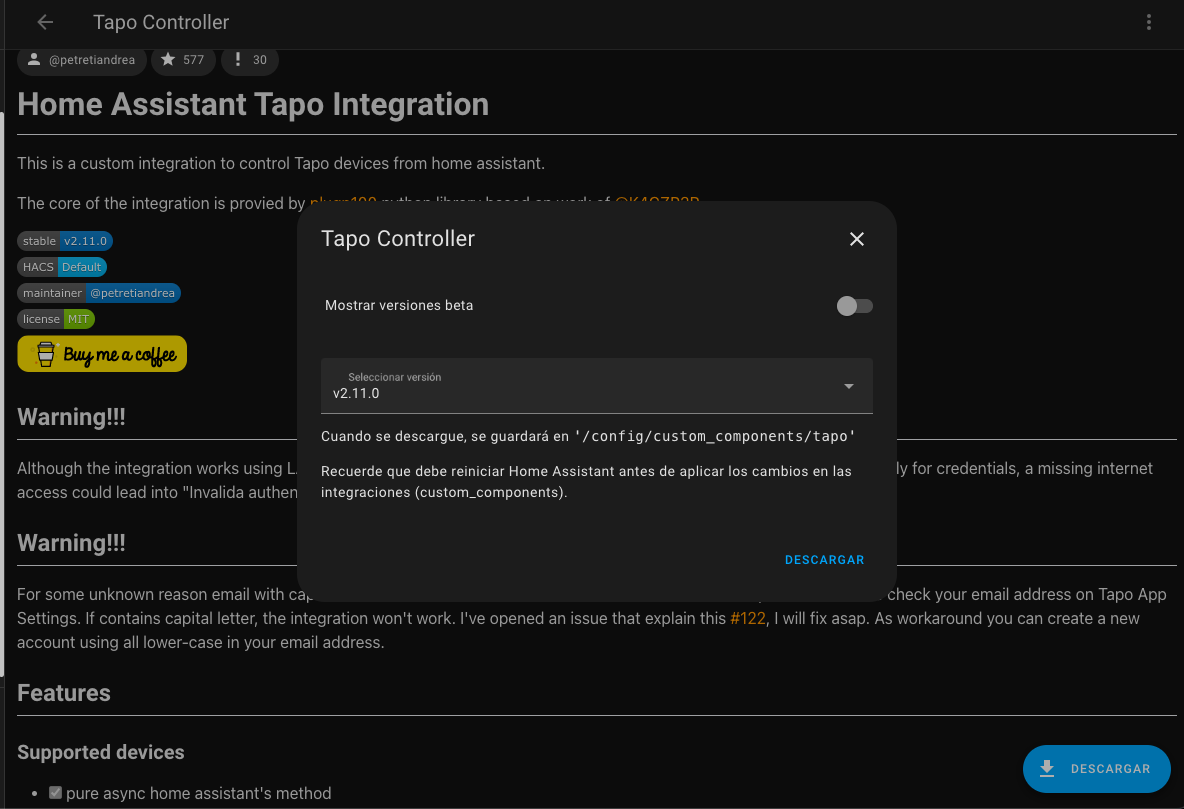 Tapo Controller
@petretiandrea 577 30
Home Assistant Tapo Integration
This is a custom integration to control Tapo devices from home assistant.
The core of the integration is provied by plugp100 python library based on work of @K4CZP3R
stable v2.11.0
HACS Default
maintainer @petretiandrea
license MIT
Buy me a coffee
Tapo Controller
Mostrar versiones beta
Seleccionar versión
v2.11.0
Cuando se descargue, se guardará en '/config/custom_components/tapo'
Recuerde que debe reiniciar Home Assistant antes de aplicar los cambios en las
integraciones (custom_components).
DESCARGAR
Warning!!!
Although the integration works using ly for credentials, a missing internet
access could lead into "Invalida authen
Warning!!!
For some unknown reason email with check your email address on Tapo App
Settings. If contains capital letter, the integration won't work. I've opened an issue that explain this #122, I will fix asap. As workaround you can create a new
account using all lower-case in your email address.
Features
Supported devices
pure async home assistant's method
DESCARGAR